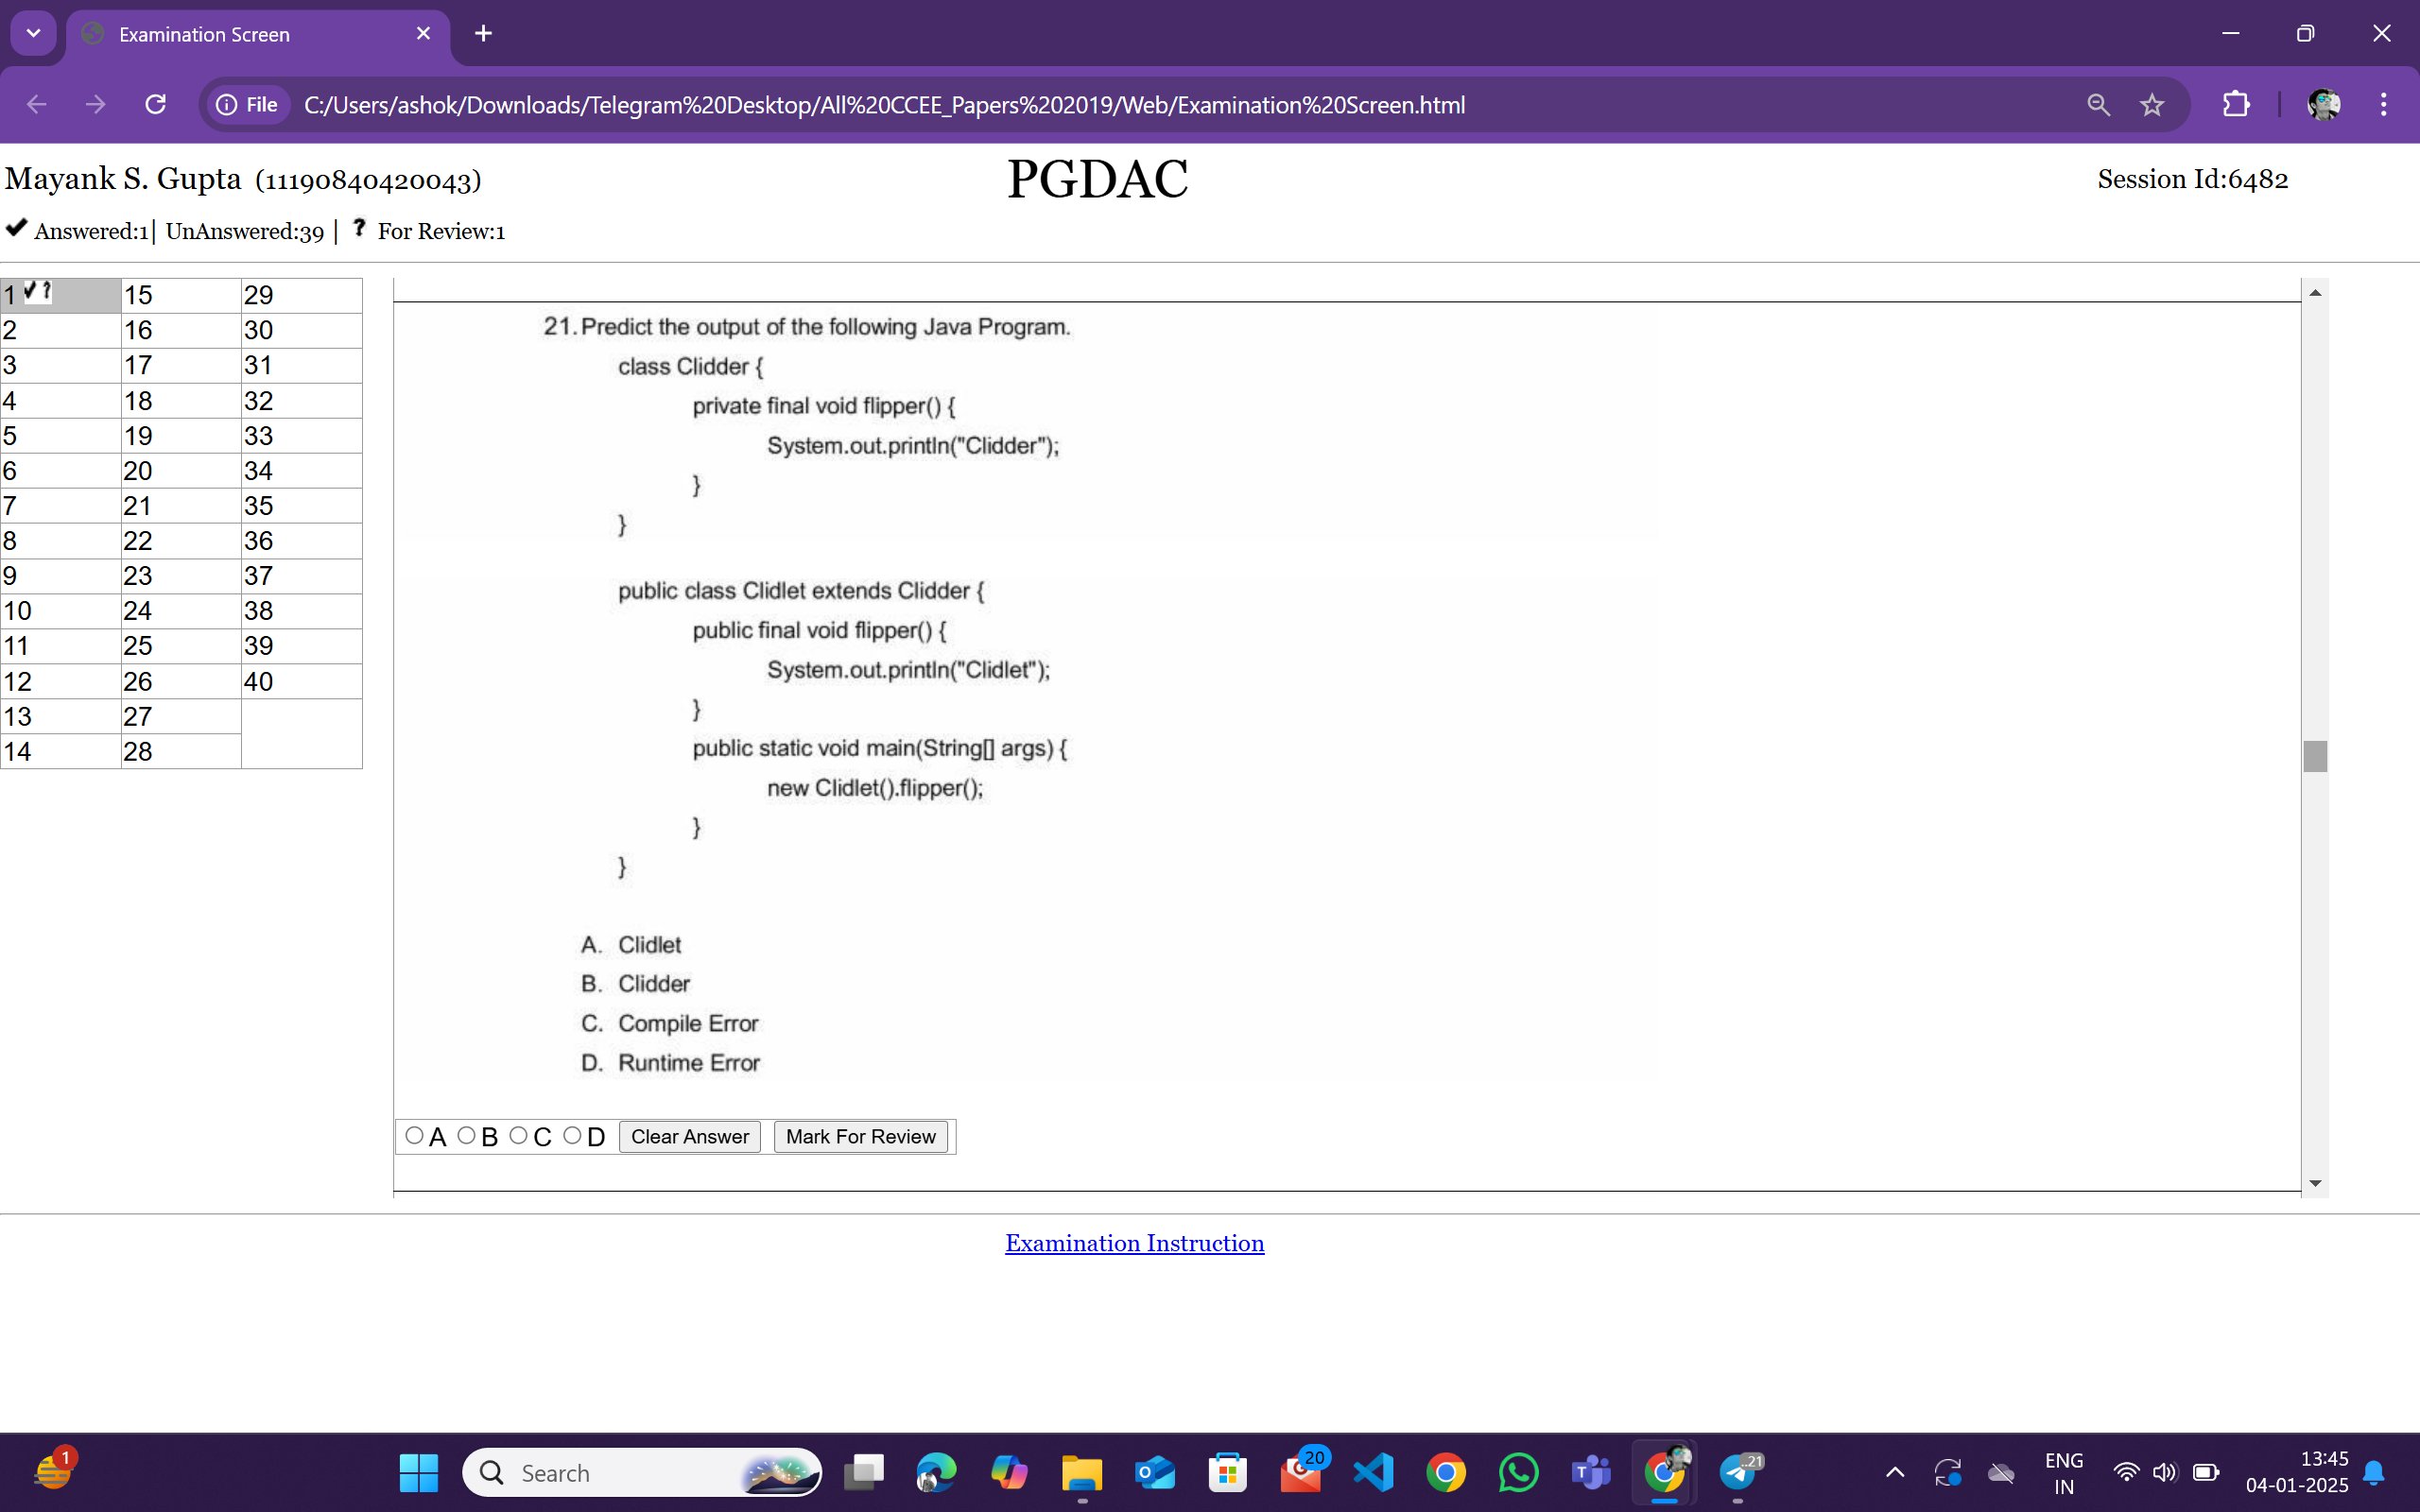 Examination Screen
File
C:/Users/ashok/Downloads/Telegram%20Desktop/All%20CCEE_Papers%202019/Web/Examination%20Screen.html
Mayank S. Gupta (11190840420043)
PGDAC
Session Id:6482
Answered:1| UnAnswered:39 | ? For Review:1
1 ✓ ? 15 29
2 16 30
3 17 31
4 18 32
5 19 33
6 20 34
7 21 35
8 22 36
9 23 37
10 24 38
11 25 39
12 26 40
13 27
14 28
21. Predict the output of the following Java Program.
class Clidder {
private final void flipper() {
System.out.println("Clidder");
}
}
public class Clidlet extends Clidder {
public final void flipper() {
System.out.println("Clidlet");
}
public static void main(String[] args) {
new Clidlet().flipper();
}
}
A. Clidlet
B. Clidder
C. Compile Error
D. Runtime Error
A B C D Clear Answer Mark For Review
Examination Instruction
1
Search
20
..21
ENG
IN
13:45
04-01-2025